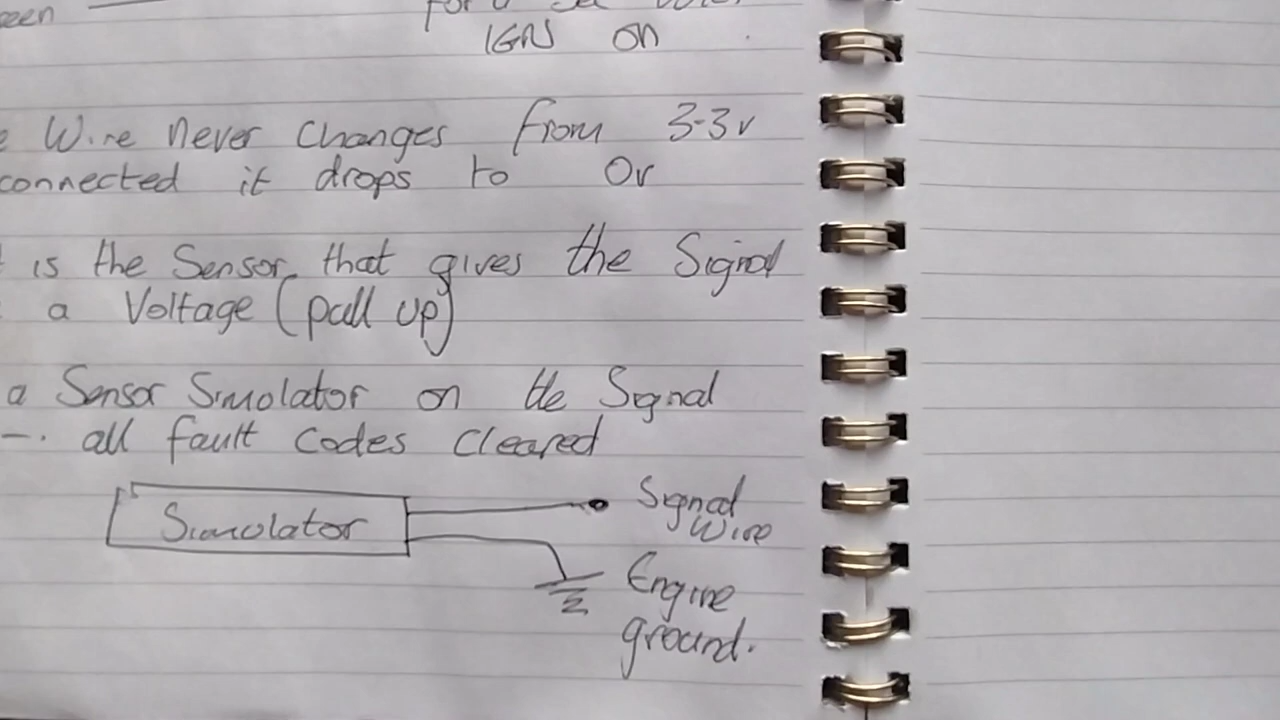 IGN on
Wire never changes from 3-3v
connected it drops to 0v
is the Sensor that gives the Signal
a Voltage (pull up)
a Sensor Simulator on the Signal
-. all fault Codes Cleared
Simulator
Signal
Wire
Engine
ground.